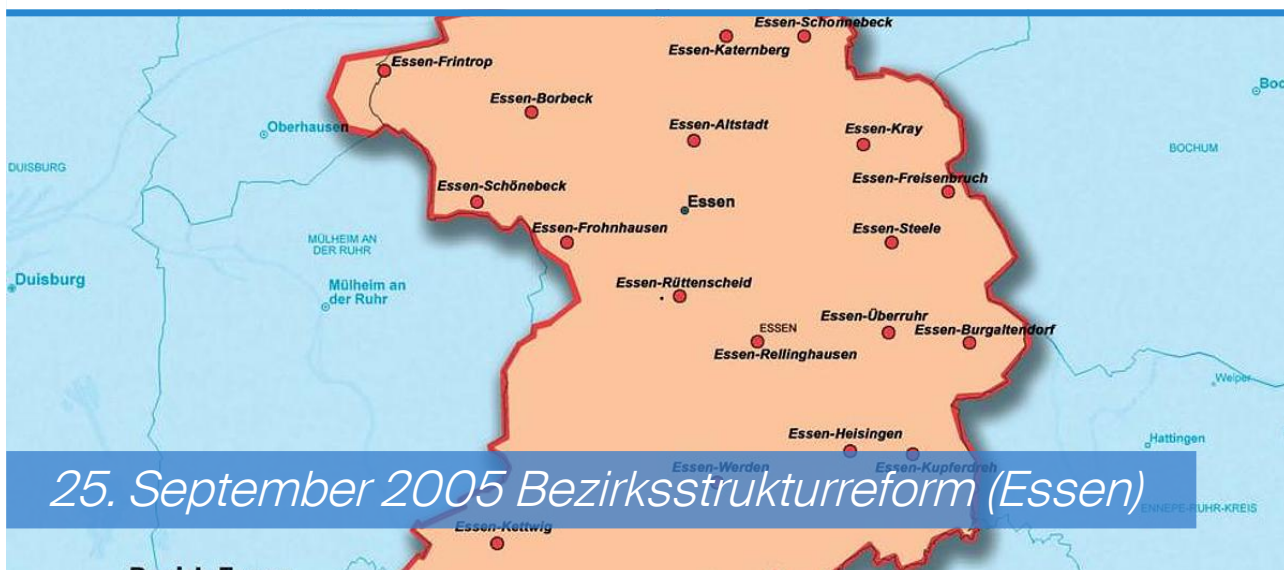 Essen-Schonnebeck
Essen-Katernberg
Essen-Frintrop
Essen-Borbeck
Oberhausen
Essen-Altstadt
Essen-Kray
BOCHUM
DUISBURG
Essen-Freisenbruch
Essen-Schönebeck
Essen
Essen-Frohnhausen
Essen-Steele
MÜLHEIM AN
DER RUHR
Duisburg
Mülheim an
der Ruhr
Essen-Rüttenscheid
Essen-Überruhr
ESSEN
Essen-Burgaltendorf
Essen-Rellinghausen
Welper
Essen-Heisingen
Hattingen
Essen-Werden
Essen-Kupferdreh
25. September 2005 Bezirksstrukturreform (Essen)
ENNEPE-RUHR-KREIS
Essen-Kettwig